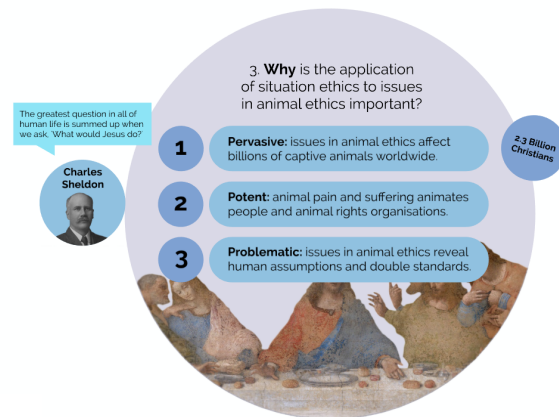 3. Why is the application
of situation ethics to issues
in animal ethics important?
The greatest question in all of
human life is summed up when
we ask, 'What would Jesus do?'
Charles
Sheldon
1
Pervasive: issues in animal ethics affect
billions of captive animals worldwide.
2.3 Billion
Christians
2
Potent: animal pain and suffering animates
people and animal rights organisations.
3
Problematic: issues in animal ethics reveal
human assumptions and double standards.